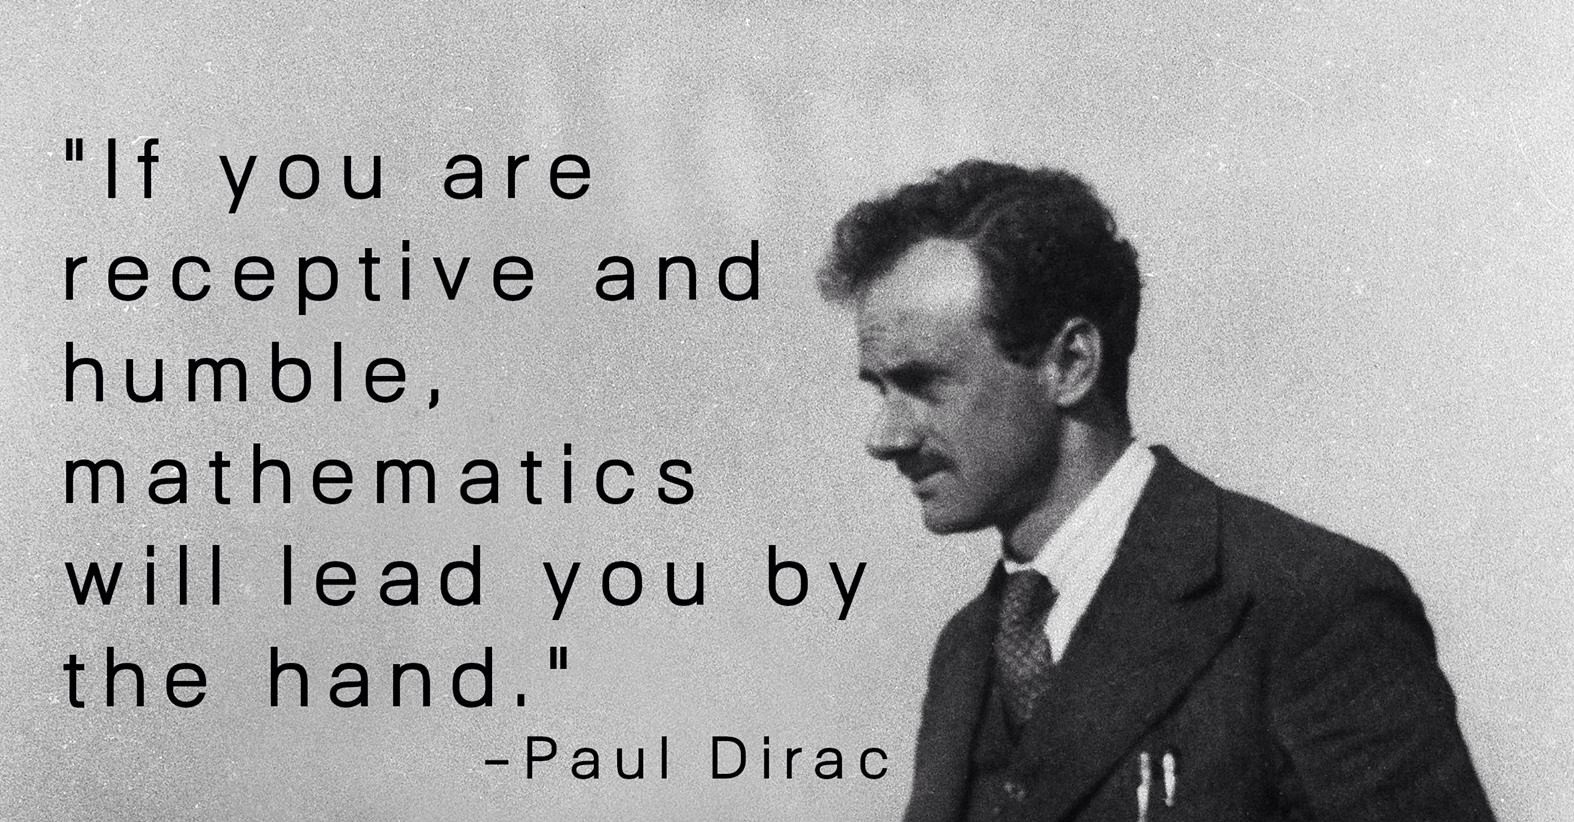 "If you are
receptive and
humble,
mathematics
will lead you by
the hand."
–Paul Dirac